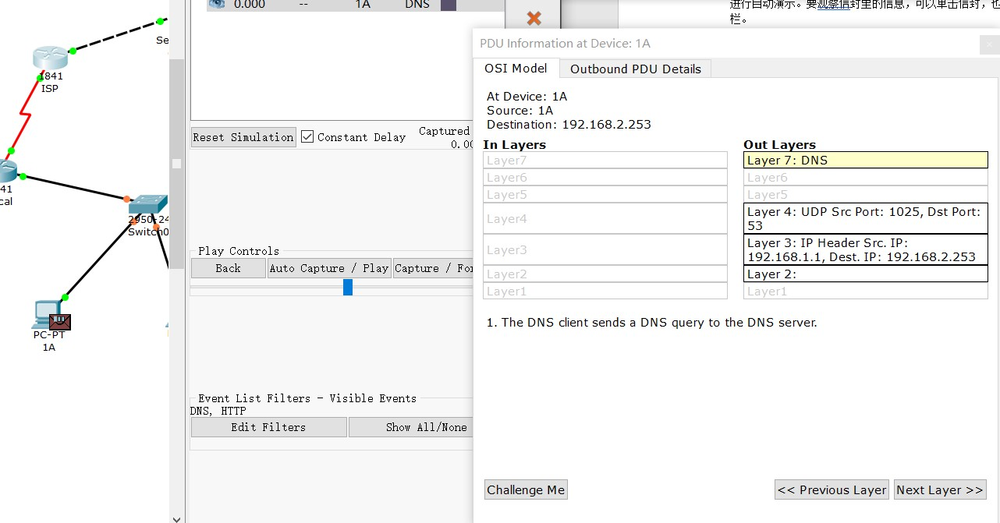 0.000 -- 1A DNS
进行自动演示。要观察信封里的信息，可以单击信封，也
栏。
Se
1841
ISP
41
cal
2950-24
Switch0
PC-PT
1A
Reset Simulation
Constant Delay
Captured
0.00
Play Controls
Back
Auto Capture / Play
Capture / For
Event List Filters - Visible Events
DNS, HTTP
Edit Filters
Show All/None
PDU Information at Device: 1A
OSI Model
Outbound PDU Details
At Device: 1A
Source: 1A
Destination: 192.168.2.253
In Layers
Layer7
Layer6
Layer5
Layer4
Layer3
Layer2
Layer1
Out Layers
Layer 7: DNS
Layer6
Layer5
Layer 4: UDP Src Port: 1025, Dst Port:
53
Layer 3: IP Header Src. IP:
192.168.1.1, Dest. IP: 192.168.2.253
Layer 2:
Layer1
1. The DNS client sends a DNS query to the DNS server.
Challenge Me
<< Previous Layer
Next Layer >>